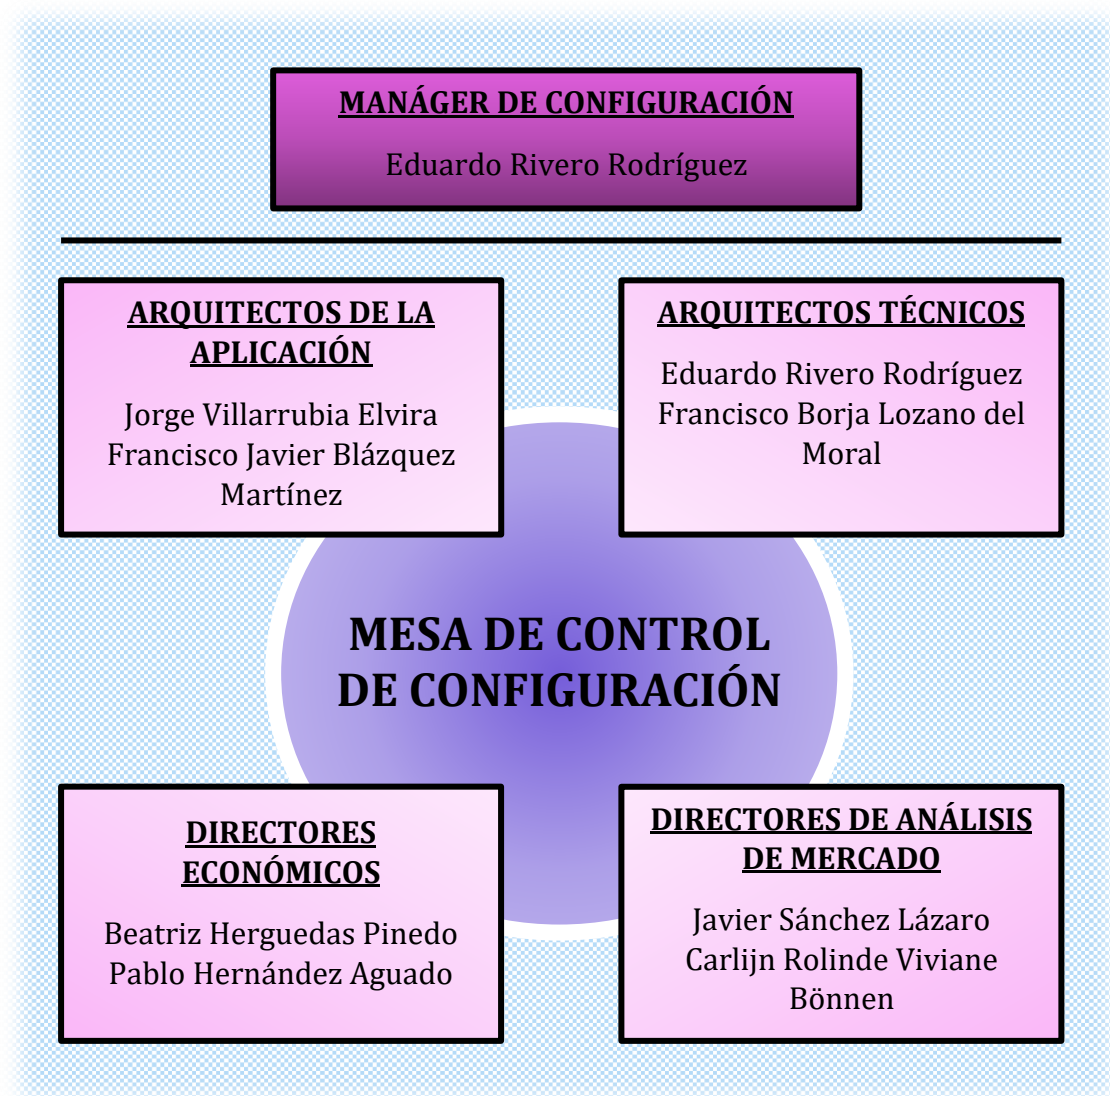 MANÁGER DE CONFIGURACIÓN
Eduardo Rivero Rodríguez
ARQUITECTOS DE LA
APLICACIÓN
Jorge Villarrubia Elvira
Francisco Javier Blázquez
Martínez
ARQUITECTOS TÉCNICOS
Eduardo Rivero Rodríguez
Francisco Borja Lozano del
Moral
MESA DE CONTROL
DE CONFIGURACIÓN
DIRECTORES
ECONÓMICOS
Beatriz Herguedas Pinedo
Pablo Hernández Aguado
DIRECTORES DE ANÁLISIS
DE MERCADO
Javier Sánchez Lázaro
Carlijn Rolinde Viviane
Bönnen